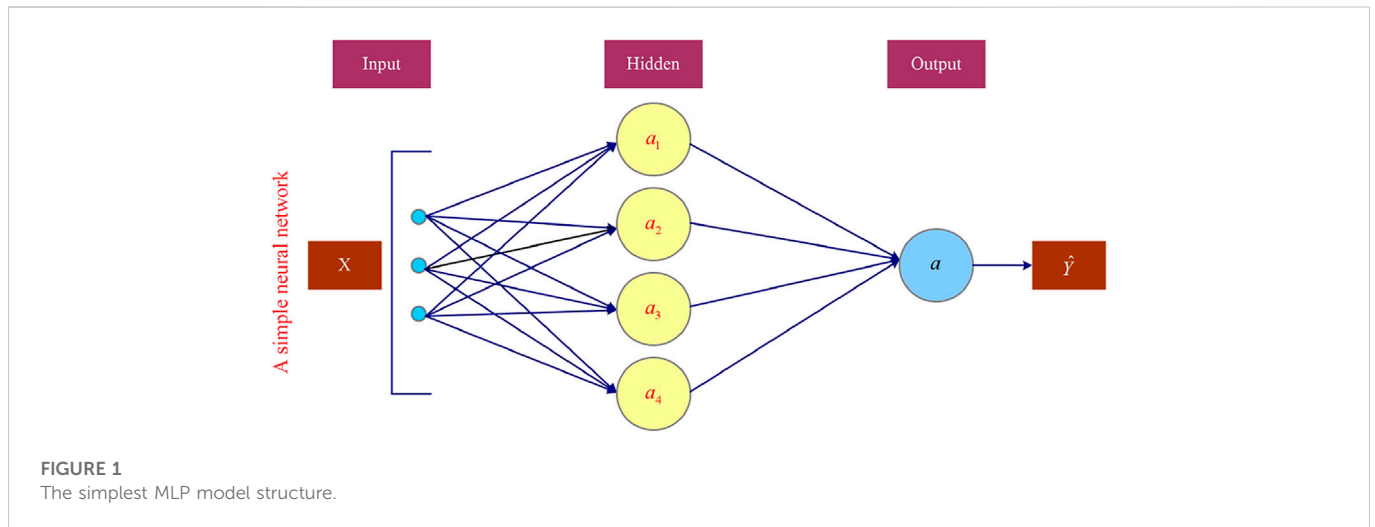 Input
Hidden
Output
A simple neural network
X
a₁
a₂
a₃
a₄
a
Ŷ
FIGURE 1
The simplest MLP model structure.